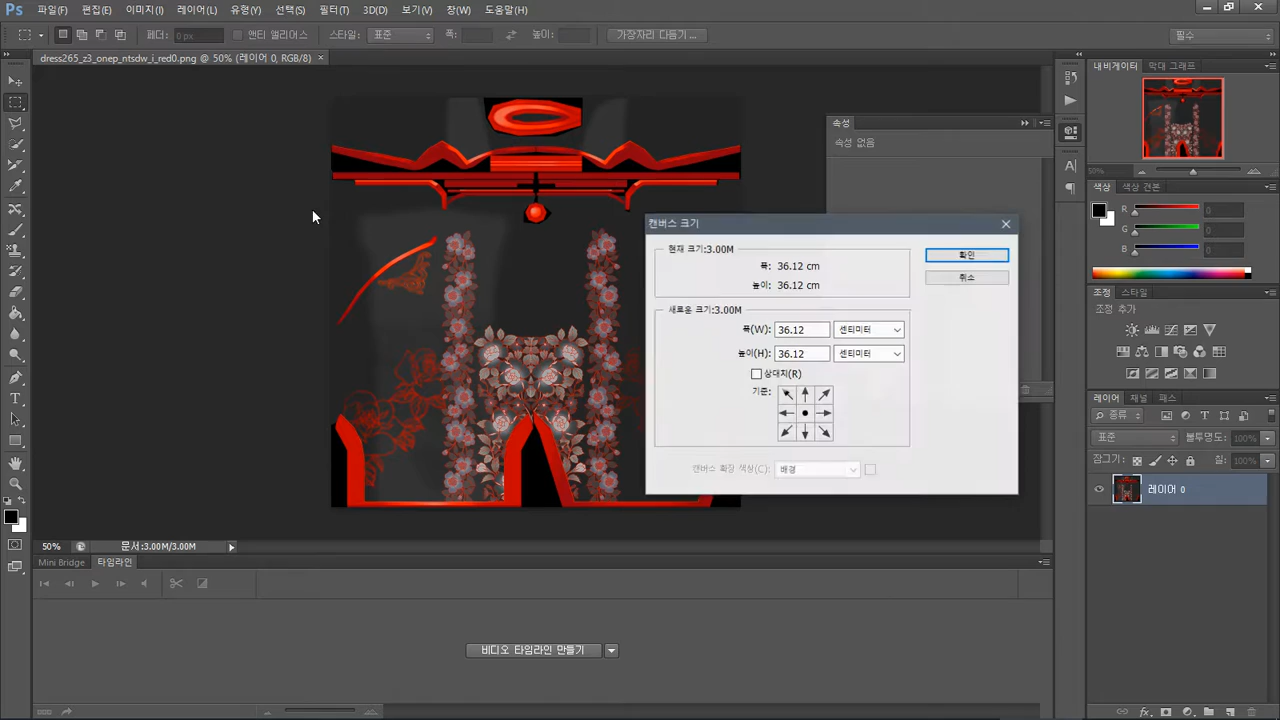 Ps 파일(F) 편집(E) 이미지(I) 레이어(L) 유형(Y) 선택(S) 필터(T) 3D(D) 보기(V) 창(W) 도움말(H)
페더: 0 px 앤티 앨리어스 스타일: 표준 폭: 높이: 가장자리 다듬기 ... 필수
dress265_z3_onep_ntsdw_i_red0.png @ 50% (레이어 0, RGB/8) ×
내비게이터 막대 그래프
속성
속성 없음
50%
색상 색상 견본
R 0
G 0
B 0
캔버스 크기
현재 크기:3.00M
폭: 36.12 cm
높이: 36.12 cm
확인
취소
새로운 크기:3.00M
폭(W): 36.12 센티미터
높이(H): 36.12 센티미터
상대치(R)
기준:
캔버스 확장 색상(C): 배경
조정 스타일
조정 추가
레이어 채널 패스
종류
표준 불투명도: 100%
잠그기: 칠: 100%
레이어 0
50% 문서:3.00M/3.00M
Mini Bridge 타임라인
비디오 타임라인 만들기
fx